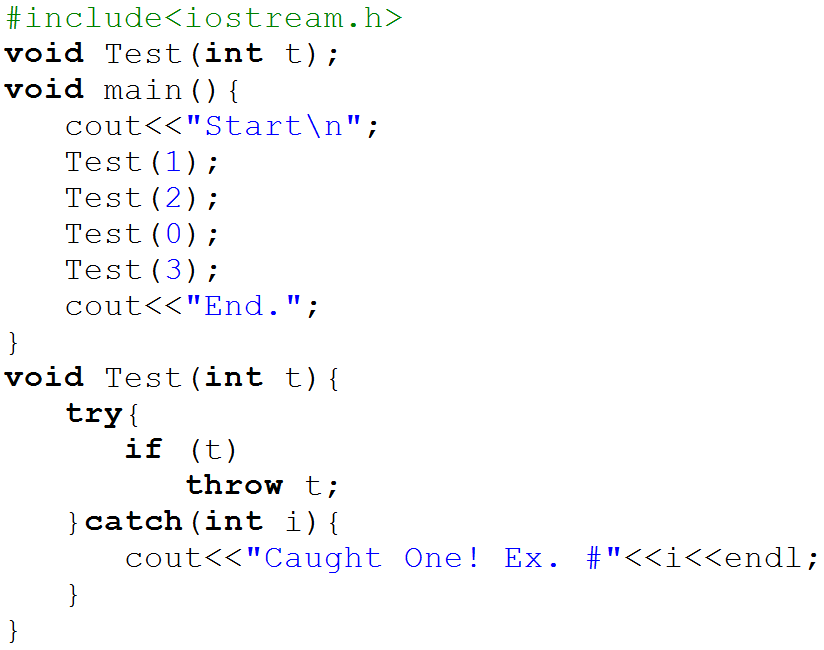 #include<iostream.h>
void Test(int t);
void main(){
   cout<<"Start\n";
   Test(1);
   Test(2);
   Test(0);
   Test(3);
   cout<<"End.";
}
void Test(int t){
   try{
      if (t)
         throw t;
   }catch(int i){
      cout<<"Caught One! Ex. #"<<i<<endl;
   }
}